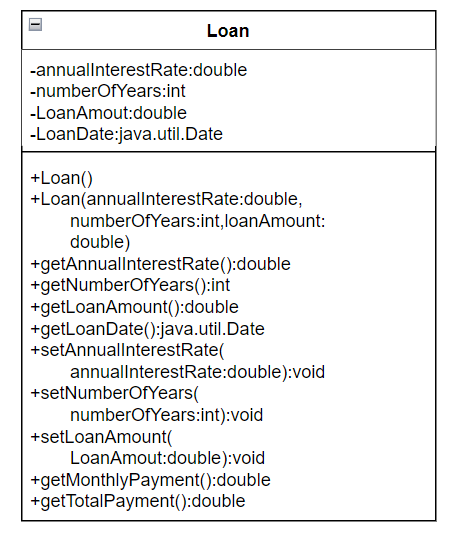 Loan
-annualInterestRate:double
-numberOfYears:int
-LoanAmout:double
-LoanDate:java.util.Date
+Loan()
+Loan(annualInterestRate:double,
numberOfYears:int,loanAmount:
double)
+getAnnualInterestRate():double
+getNumberOfYears():int
+getLoanAmount():double
+getLoanDate():java.util.Date
+setAnnualInterestRate(
annualInterestRate:double):void
+setNumberOfYears(
numberOfYears:int):void
+setLoanAmount(
LoanAmout:double):void
+getMonthlyPayment():double
+getTotalPayment():double